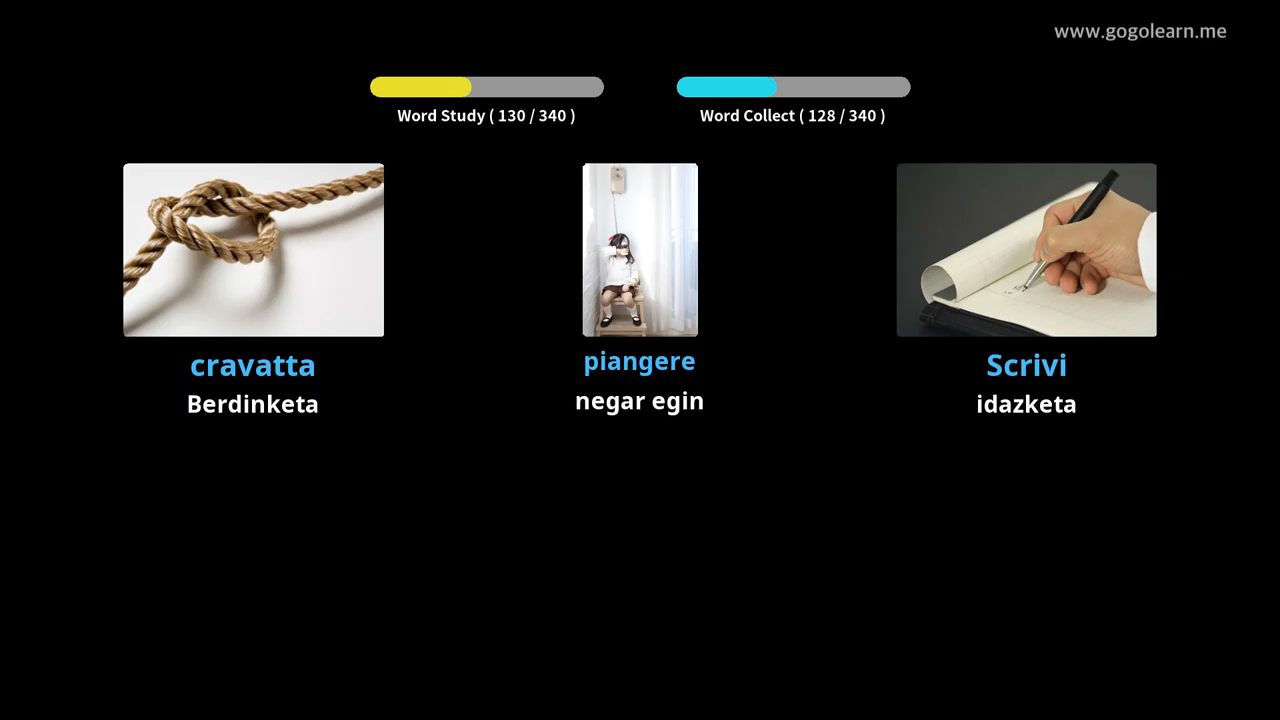 www.gogolearn.me
Word Study ( 130 / 340 )
Word Collect ( 128 / 340 )
cravatta
piangere
Scrivi
Berdinketa
negar egin
idazketa